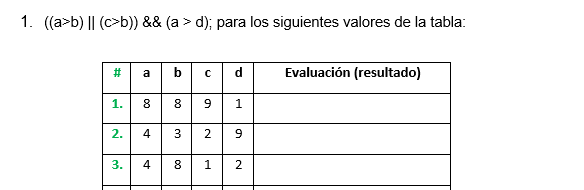 1. ((a>b) || (c>b)) && (a > d); para los siguientes valores de la tabla:
# a b c d Evaluación (resultado)
1. 8 8 9 1
2. 4 3 2 9
3. 4 8 1 2